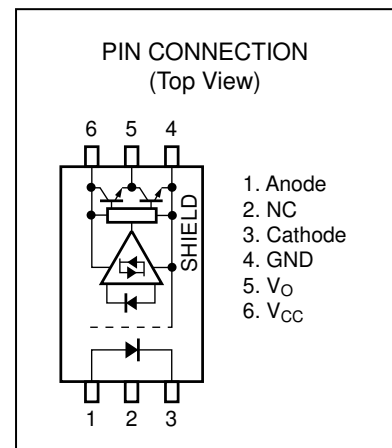 PIN CONNECTION
(Top View)
6 5 4
SHIELD
1 2 3
1. Anode
2. NC
3. Cathode
4. GND
5. VO
6. VCC